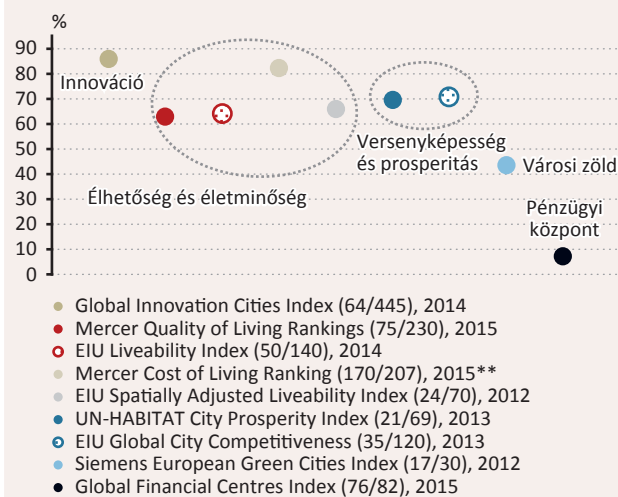 %
90
80
70
60
50
40
30
20
10
0
Innováció
Élhetőség és életminőség
Versenyképesség
és prosperitás
Városi zöld
Pénzügyi
központ
Global Innovation Cities Index (64/445), 2014
Mercer Quality of Living Rankings (75/230), 2015
EIU Liveability Index (50/140), 2014
Mercer Cost of Living Ranking (170/207), 2015**
EIU Spatially Adjusted Liveability Index (24/70), 2012
UN-HABITAT City Prosperity Index (21/69), 2013
EIU Global City Competitiveness (35/120), 2013
Siemens European Green Cities Index (17/30), 2012
Global Financial Centres Index (76/82), 2015